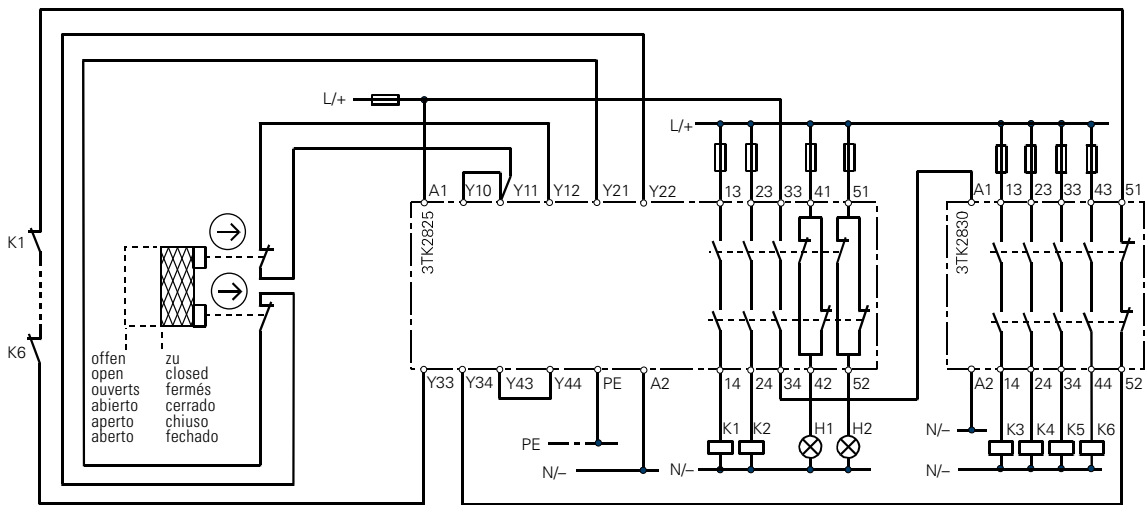 L/+
L/+
A1 Y10 Y11 Y12 Y21 Y22 13 23 33 41 51
A1 13 23 33 43 51
3TK2825
3TK2830
K1
K6
offen zu
open closed
ouverts fermés
abierto cerrado
aperto chiuso
aberto fechado
Y33 Y34 Y43 Y44 PE A2 14 24 34 42 52
A2 14 24 34 44 52
K1 K2 H1 H2
N/– K3 K4 K5 K6
PE
N/– N/– N/–